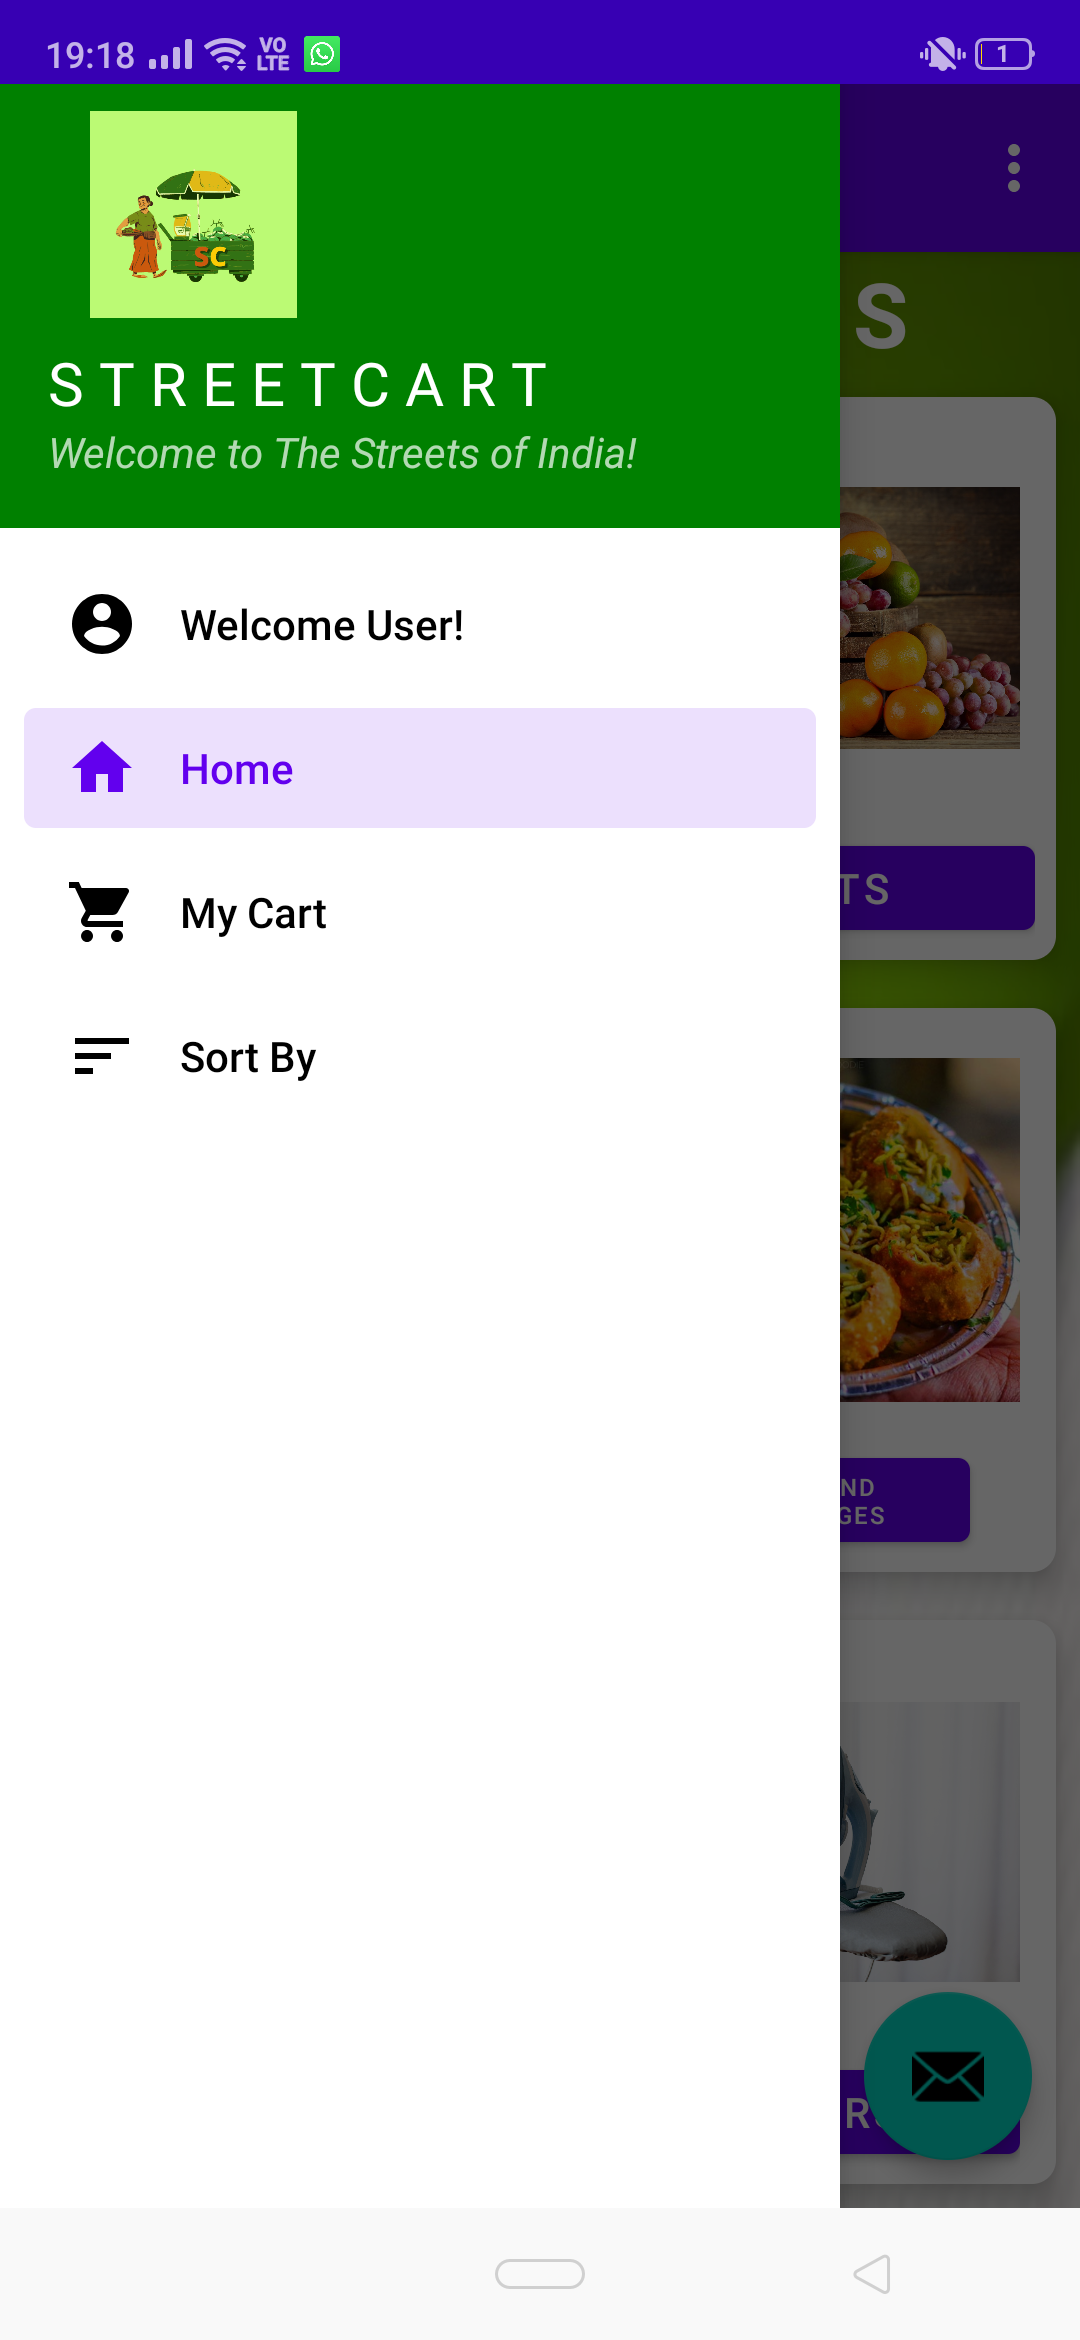 19:18 VO LTE 1
SC
STREETCART
Welcome to The Streets of India!
Welcome User!
Home
My Cart
Sort By
S
TS
ND
GES
R